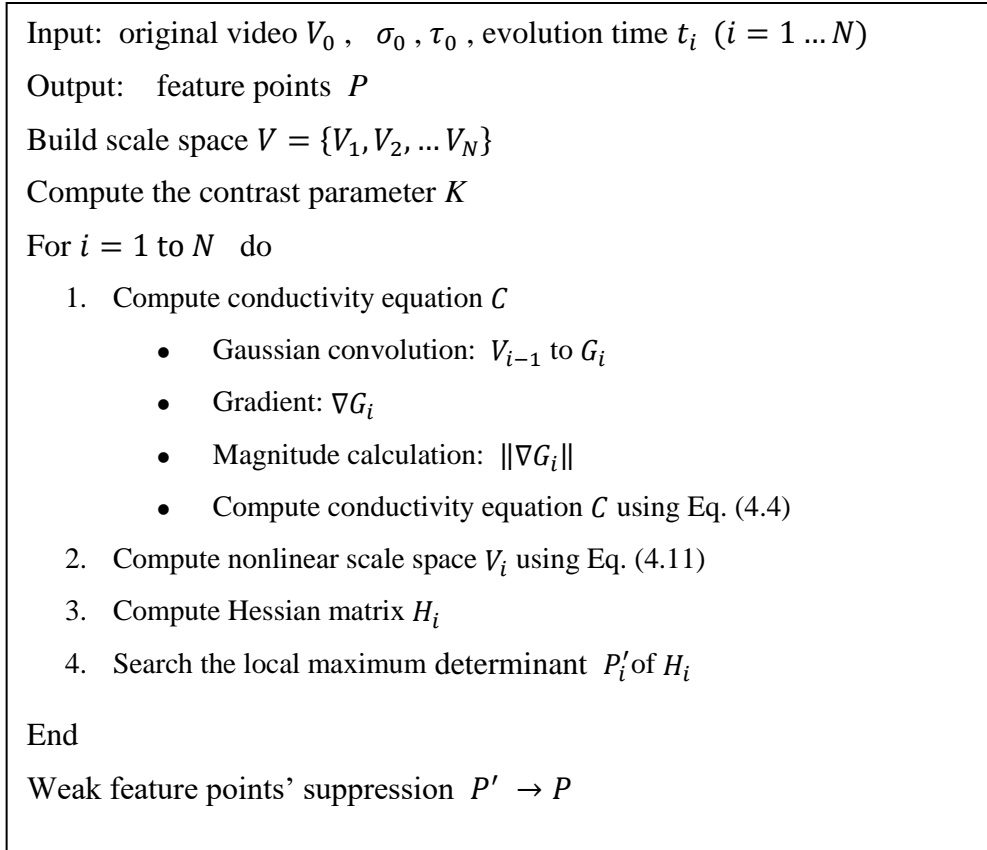 Input: original video V₀ , σ₀ , τ₀ , evolution time tᵢ (i = 1 … N)
Output: feature points P
Build scale space V = {V₁, V₂, … V_N}
Compute the contrast parameter K
For i = 1 to N do
1. Compute conductivity equation C
• Gaussian convolution: Vᵢ₋₁ to Gᵢ
• Gradient: ∇Gᵢ
• Magnitude calculation: ‖∇Gᵢ‖
• Compute conductivity equation C using Eq. (4.4)
2. Compute nonlinear scale space Vᵢ using Eq. (4.11)
3. Compute Hessian matrix Hᵢ
4. Search the local maximum determinant Pᵢ′of Hᵢ
End
Weak feature points’ suppression P′ → P